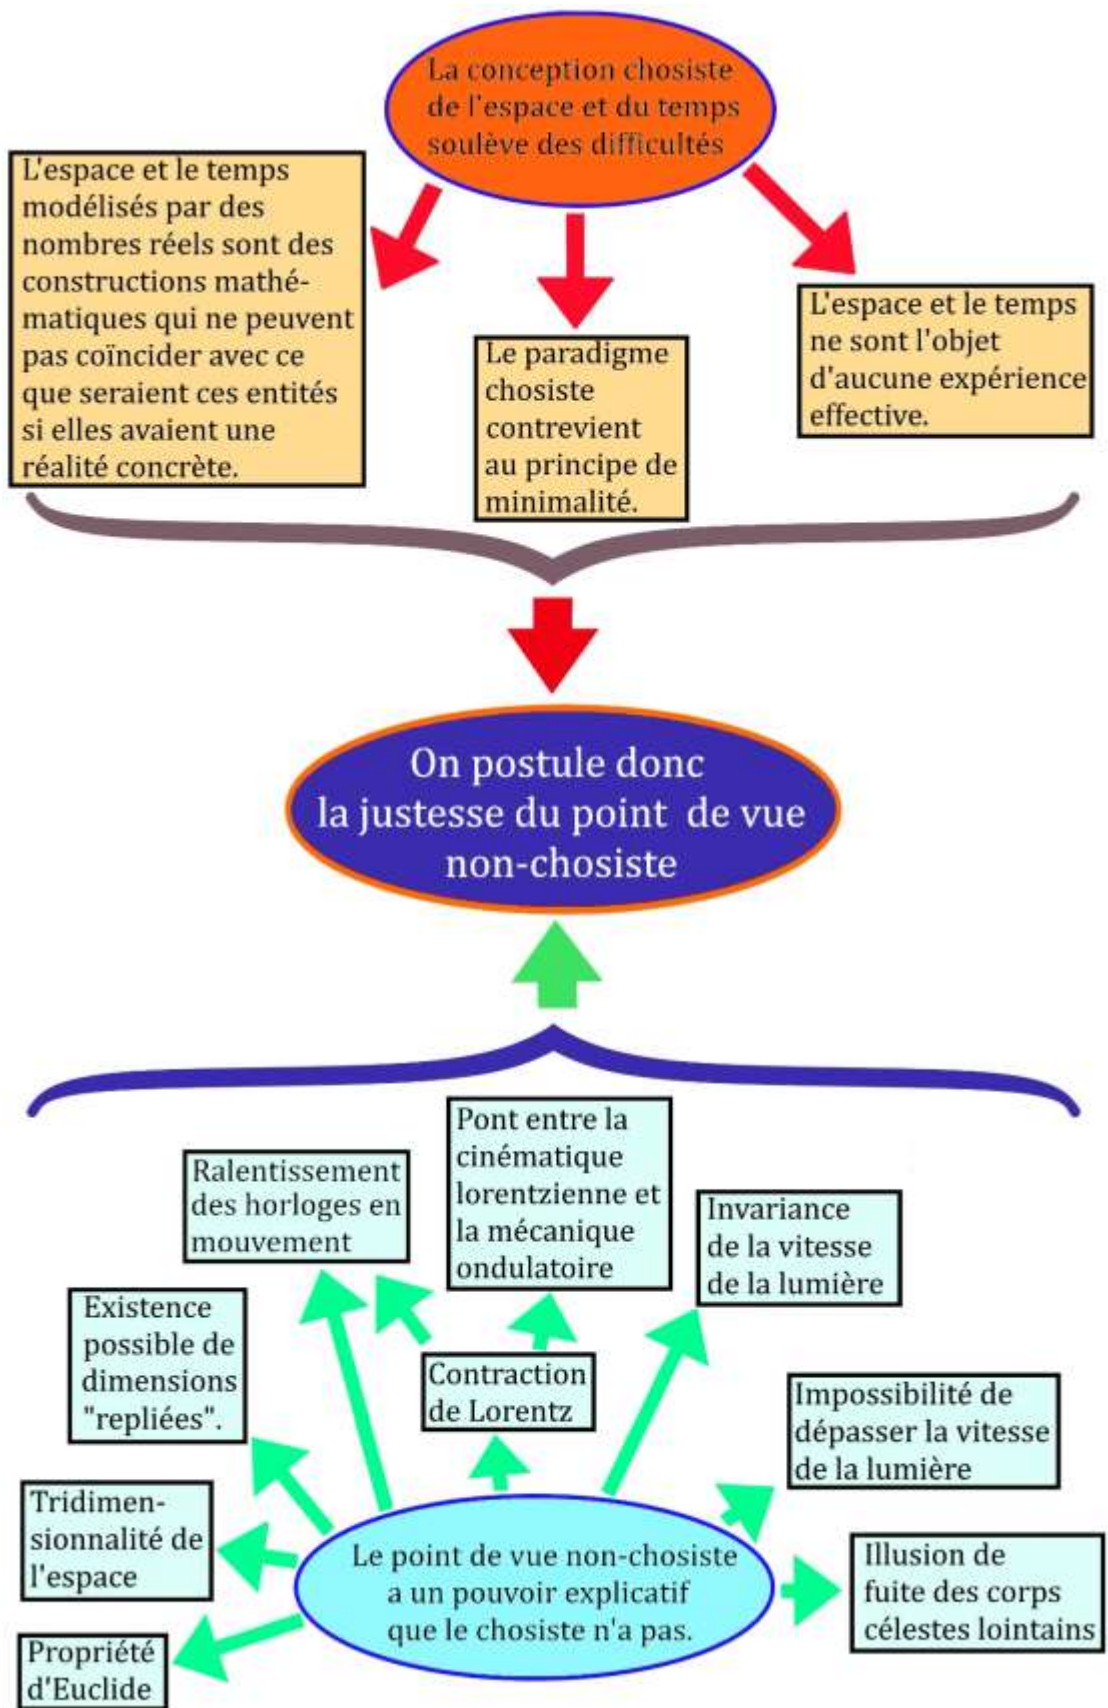 La conception chosiste
de l'espace et du temps
soulève des difficultés
L'espace et le temps
modélisés par des
nombres réels sont des
constructions mathé-
matiques qui ne peuvent
pas coïncider avec ce
que seraient ces entités
si elles avaient une
réalité concrète.
Le paradigme
chosiste
contrevient
au principe de
minimalité.
L'espace et le temps
ne sont l'objet
d'aucune expérience
effective.
On postule donc
la justesse du point de vue
non-chosiste
Ralentissement
des horloges en
mouvement
Pont entre la
cinématique
lorentzienne et
la mécanique
ondulatoire
Invariance
de la vitesse
de la lumière
Existence
possible de
dimensions
"repliées".
Contraction
de Lorentz
Impossibilité de
dépasser la vitesse
de la lumière
Tridimen-
sionnalité de
l'espace
Le point de vue non-chosiste
a un pouvoir explicatif
que le chosiste n'a pas.
Illusion de
fuite des corps
célestes lointains
Propriété
d'Euclide